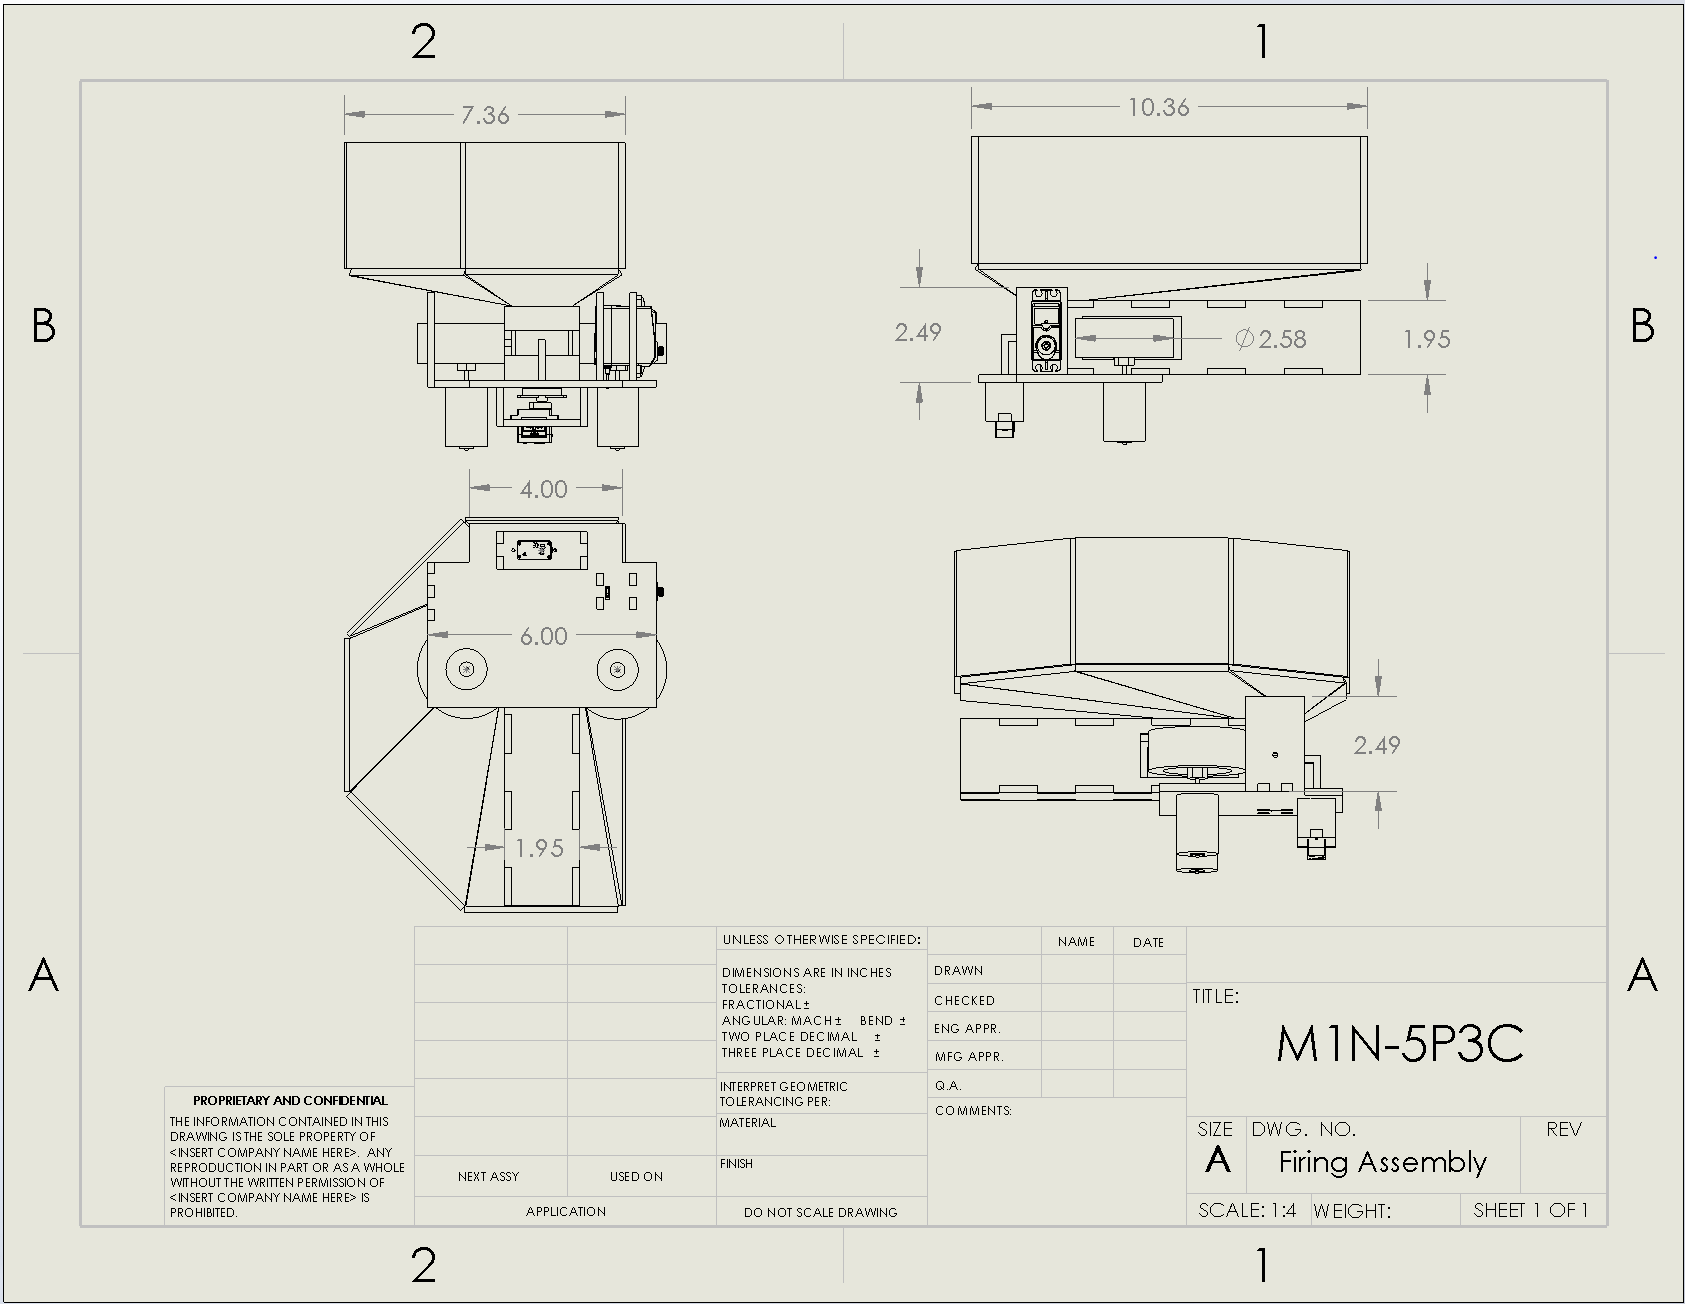 2
1
7.36
10.36
B
B
2.49
⌀2.58
1.95
4.00
6.00
2.49
1.95
A
A
UNLESS OTHERWISE SPECIFIED:
DIMENSIONS ARE IN INCHES
TOLERANCES:
FRACTIONAL ±
ANGULAR: MACH ± BEND ±
TWO PLACE DECIMAL ±
THREE PLACE DECIMAL ±
INTERPRET GEOMETRIC
TOLERANCING PER:
MATERIAL
FINISH
DO NOT SCALE DRAWING
NAME
DATE
DRAWN
CHECKED
ENG APPR.
MFG APPR.
Q.A.
COMMENTS:
TITLE:
M1N-5P3C
SIZE
DWG. NO.
REV
A
Firing Assembly
SCALE: 1:4
WEIGHT:
SHEET 1 OF 1
PROPRIETARY AND CONFIDENTIAL
THE INFORMATION CONTAINED IN THIS
DRAWING IS THE SOLE PROPERTY OF
<INSERT COMPANY NAME HERE>. ANY
REPRODUCTION IN PART OR AS A WHOLE
WITHOUT THE WRITTEN PERMISSION OF
<INSERT COMPANY NAME HERE> IS
PROHIBITED.
NEXT ASSY
USED ON
APPLICATION
2
1